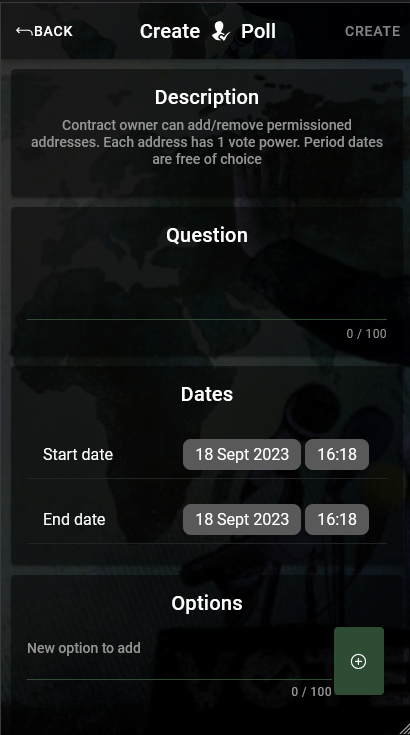 BACK
Create Poll
CREATE
Description
Contract owner can add/remove permissioned
addresses. Each address has 1 vote power. Period dates
are free of choice
Question
0 / 100
Dates
Start date 18 Sept 2023 16:18
End date 18 Sept 2023 16:18
Options
New option to add
0 / 100